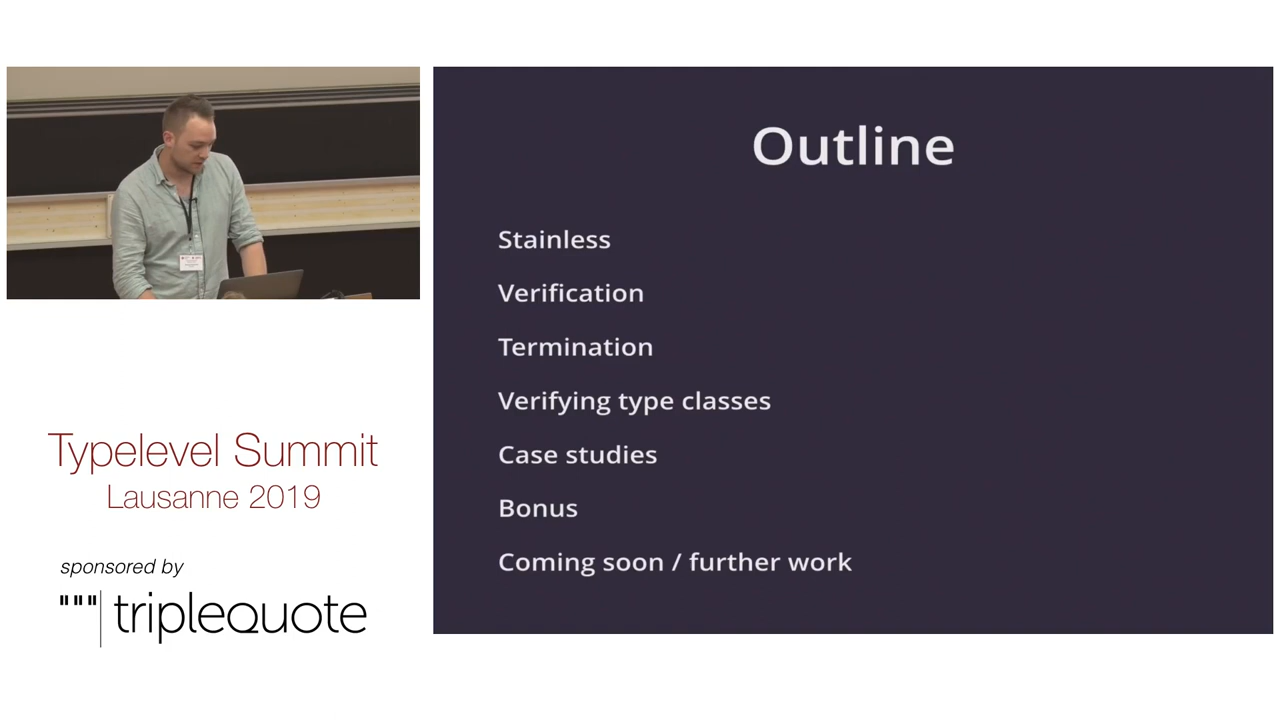 Outline
Stainless
Verification
Termination
Verifying type classes
Case studies
Bonus
Coming soon / further work
Typelevel Summit
Lausanne 2019
sponsored by
"""|triplequote